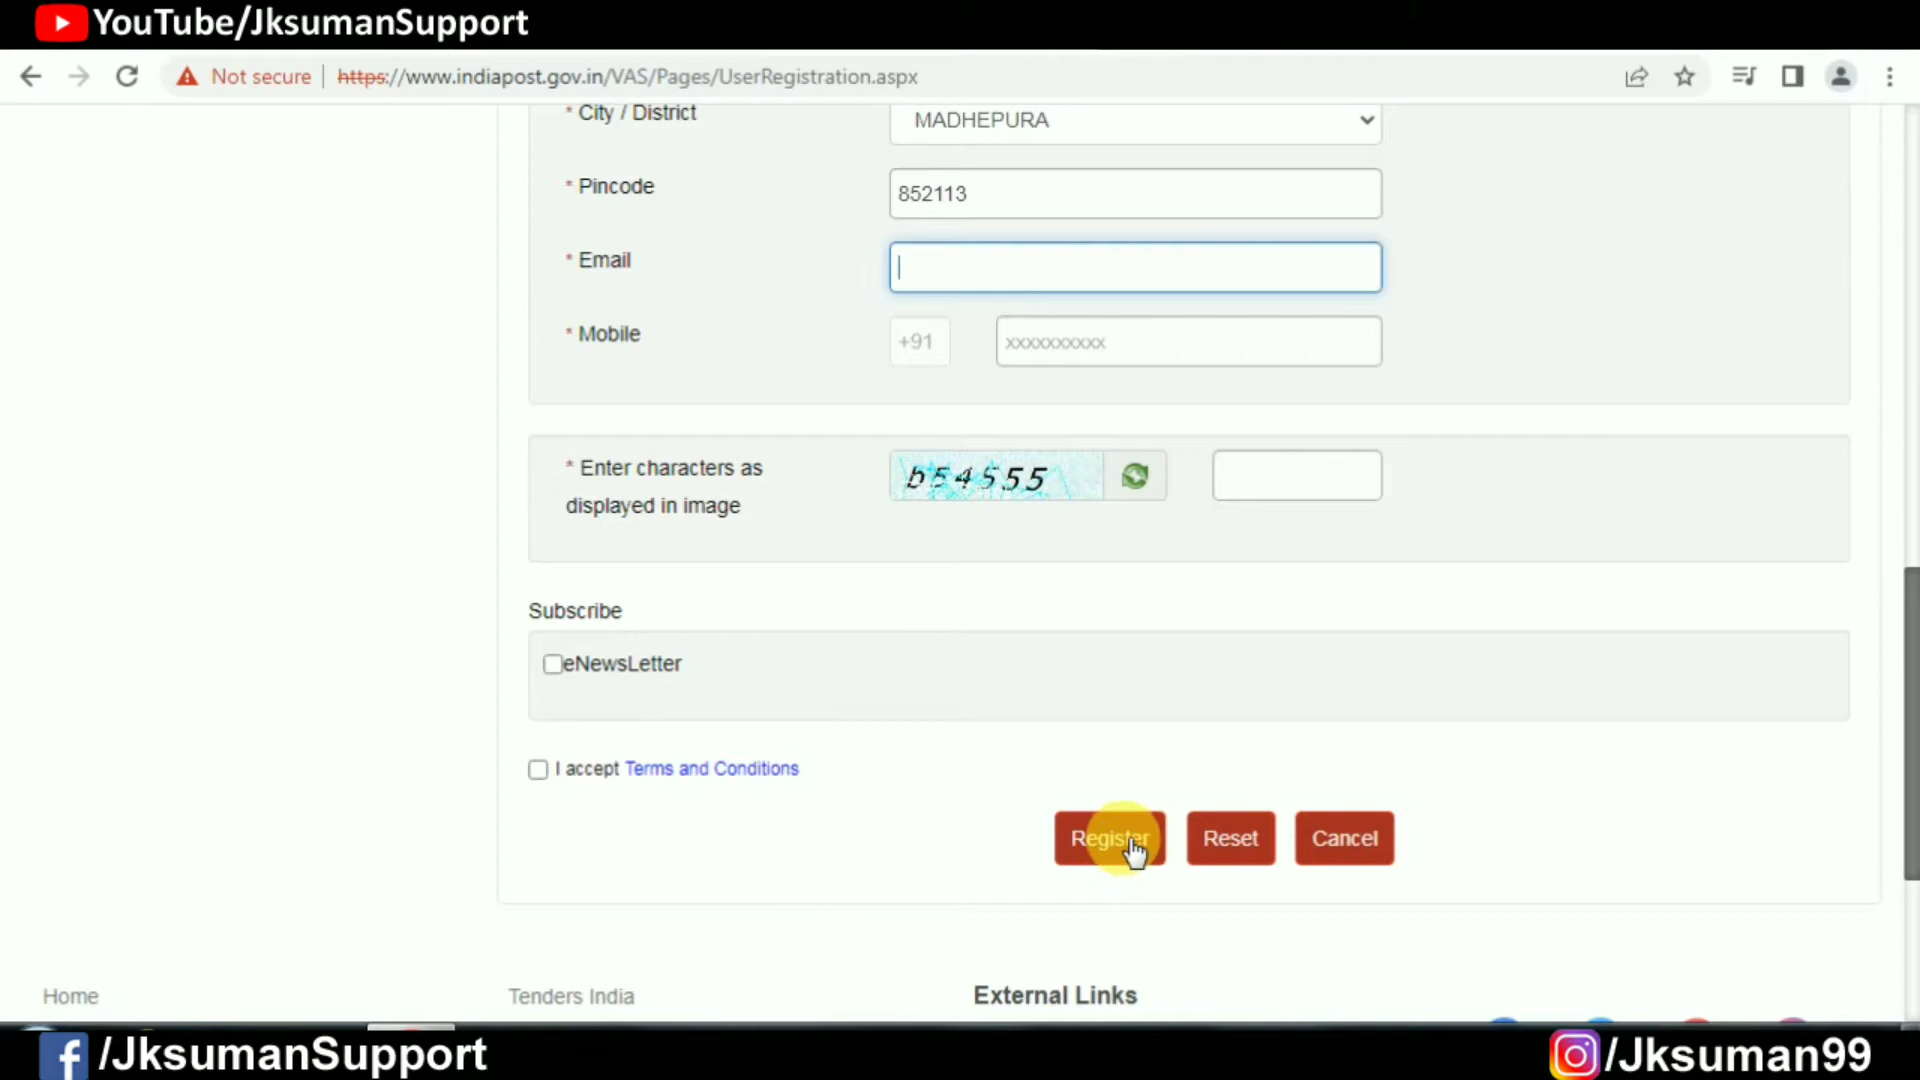 YouTube/JksumanSupport
Not secure https://www.indiapost.gov.in/VAS/Pages/UserRegistration.aspx
* City / District MADHEPURA
* Pincode 852113
* Email
* Mobile +91 xxxxxxxxxx
* Enter characters as b54555
displayed in image
Subscribe
eNewsLetter
I accept Terms and Conditions
Register Reset Cancel
Home Tenders India External Links
/JksumanSupport /Jksuman99